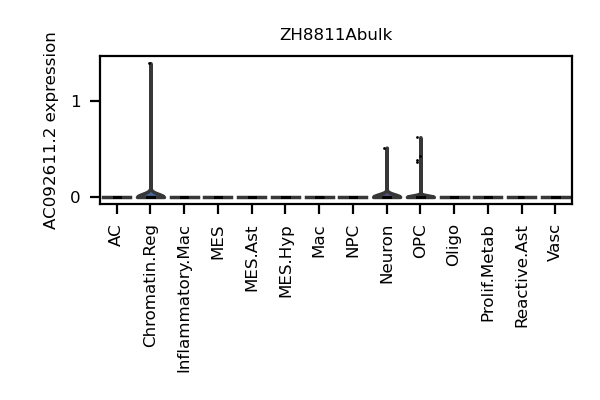 ZH8811Abulk
AC092611.2 expression
1
0
AC
Chromatin.Reg
Inflammatory.Mac
MES
MES.Ast
MES.Hyp
Mac
NPC
Neuron
OPC
Oligo
Prolif.Metab
Reactive.Ast
Vasc